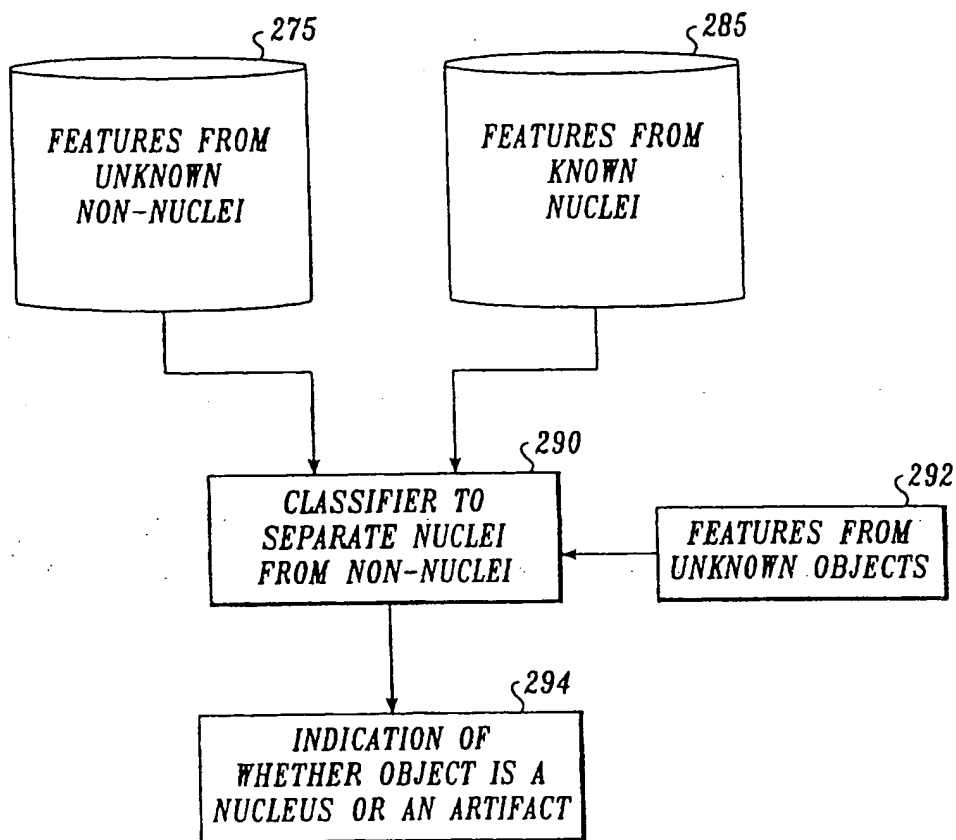 275
FEATURES FROM
UNKNOWN
NON-NUCLEI
285
FEATURES FROM
KNOWN
NUCLEI
290
CLASSIFIER TO
SEPARATE NUCLEI
FROM NON-NUCLEI
292
FEATURES FROM
UNKNOWN OBJECTS
294
INDICATION OF
WHETHER OBJECT IS A
NUCLEUS OR AN ARTIFACT